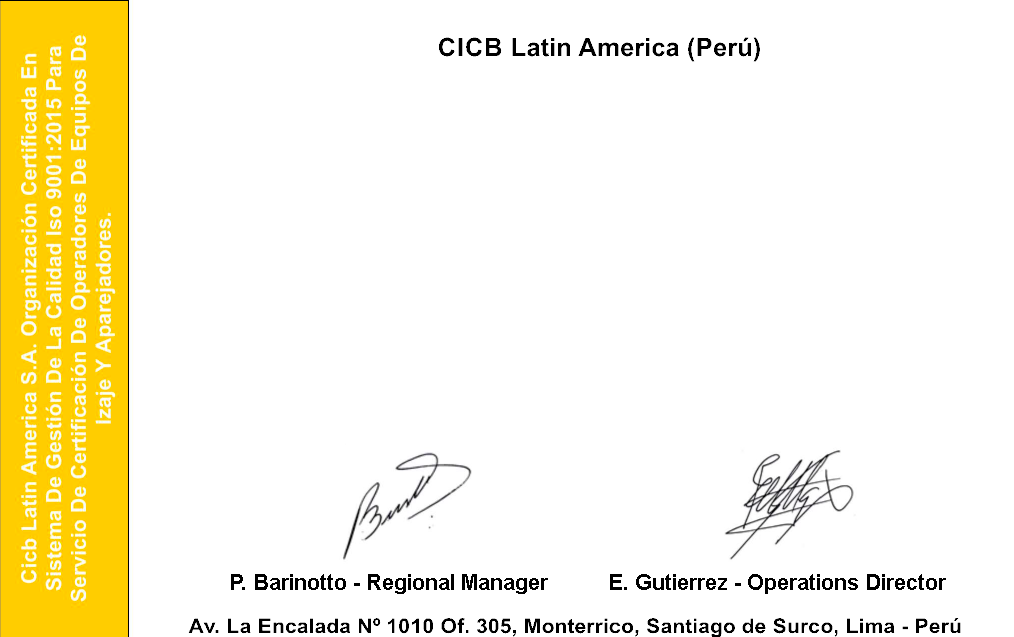 Cicb Latin America S.A. Organización Certificada En
Sistema De Gestión De La Calidad Iso 9001:2015 Para
Servicio De Certificación De Operadores De Equipos De
Izaje Y Aparejadores.
CICB Latin America (Perú)
P. Barinotto - Regional Manager
E. Gutierrez - Operations Director
Av. La Encalada Nº 1010 Of. 305, Monterrico, Santiago de Surco, Lima - Perú